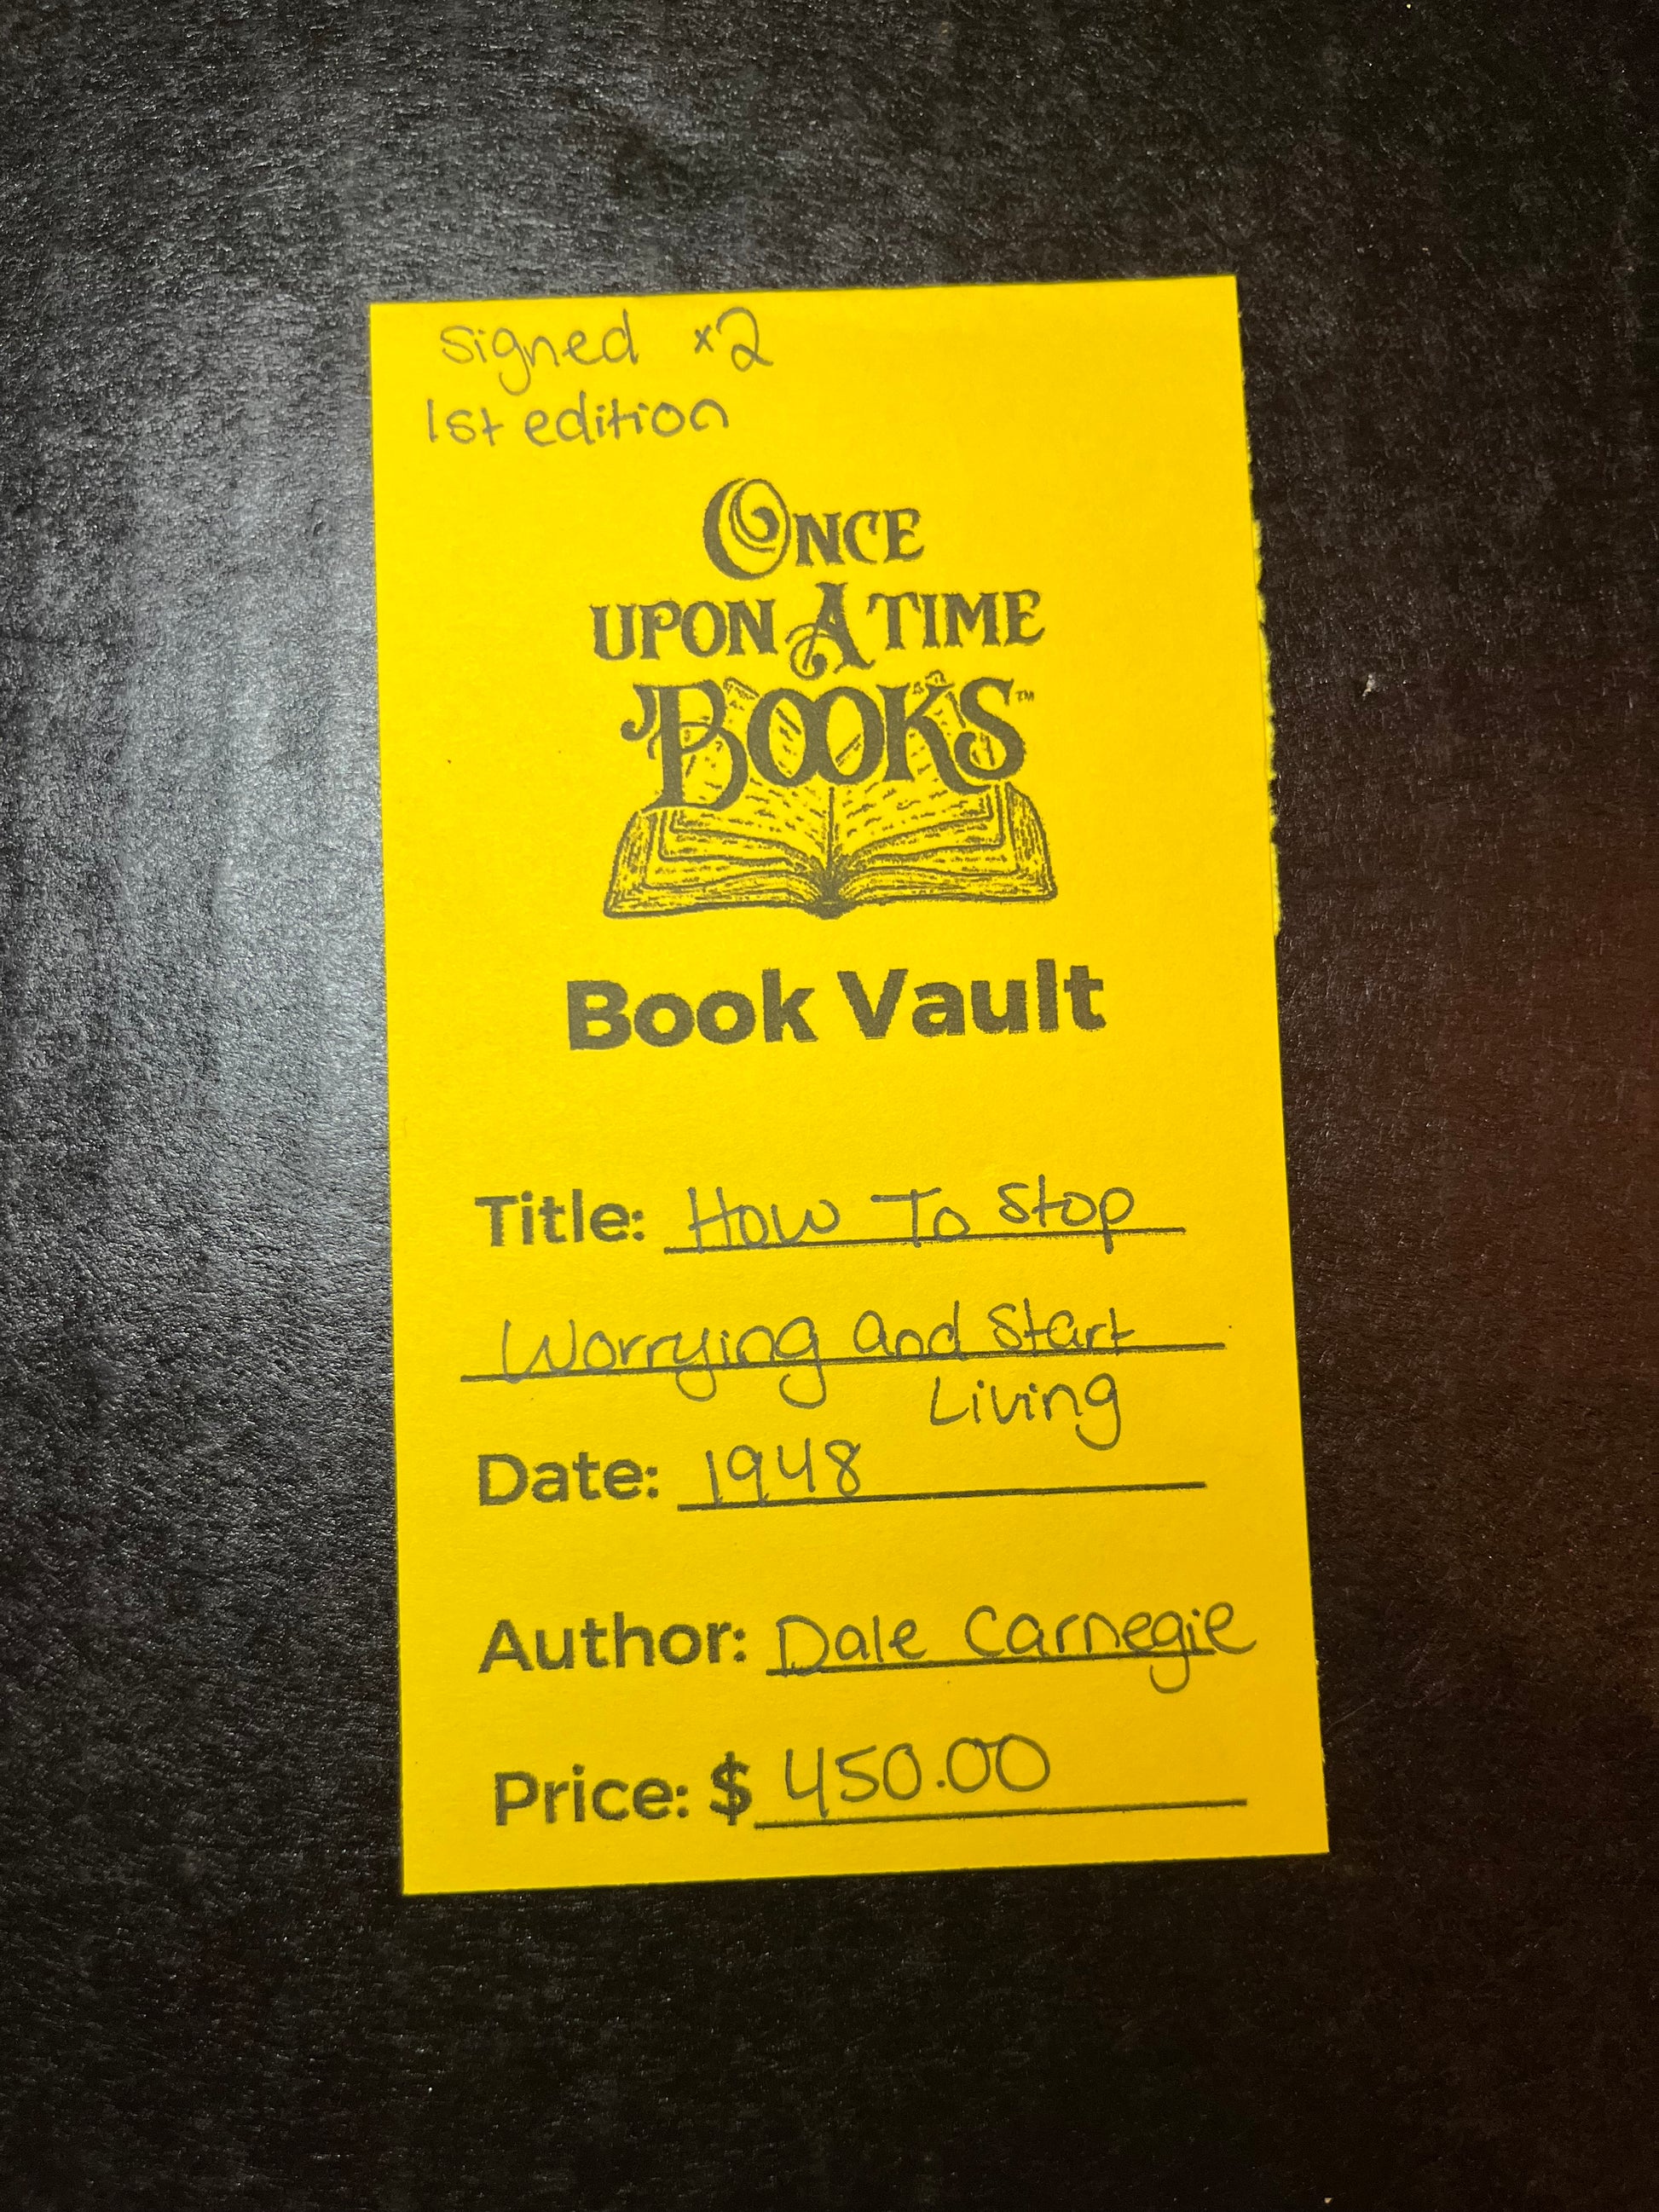 signed x2
1st edition
ONCE
UPON A TIME
BOOKS™
Book Vault
Title: How To Stop
Worrying and Start
Living
Date: 1948
Author: Dale Carnegie
Price: $ 450.00